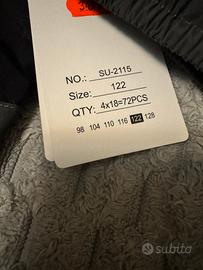 NO.: SU-2115
Size: 122
QTY: 4x18=72PCS
98 104 110 116 122 128
subito